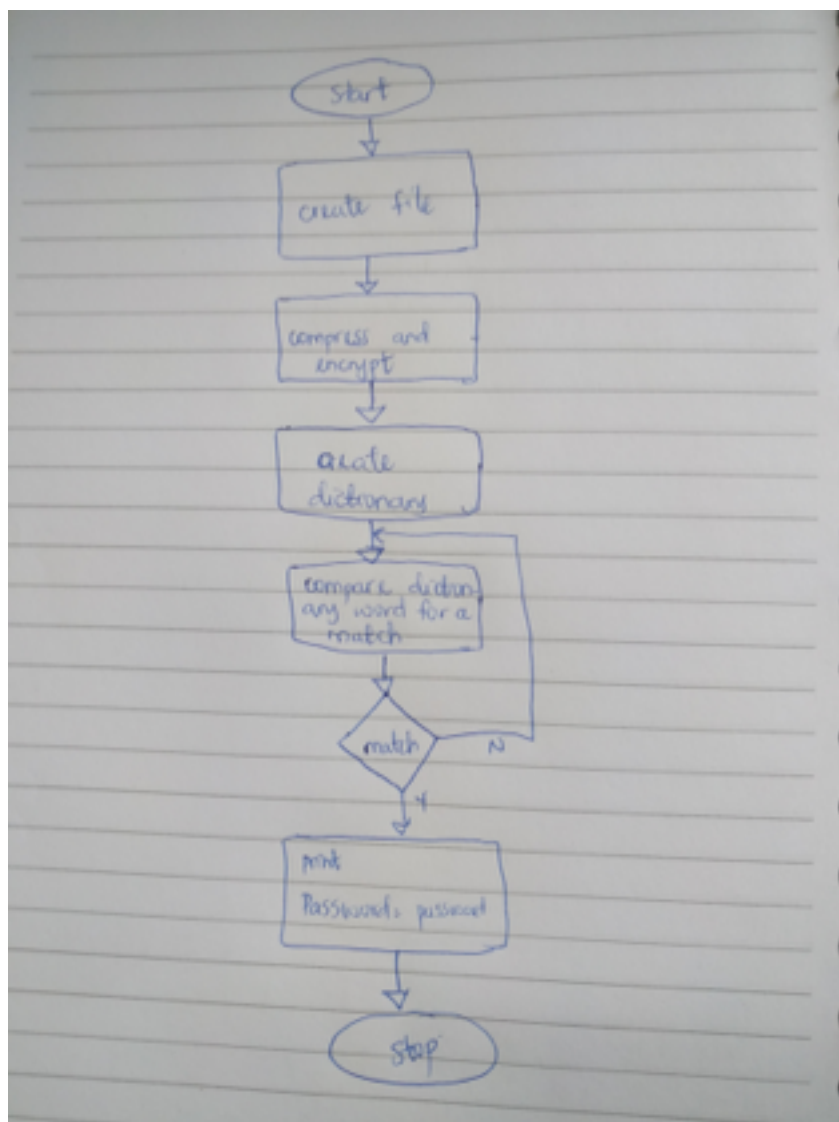 start
create file
compress and
encrypt
create
dictionary
compare diction
ary word for a
match
match
N
Y
print
Password: password
stop